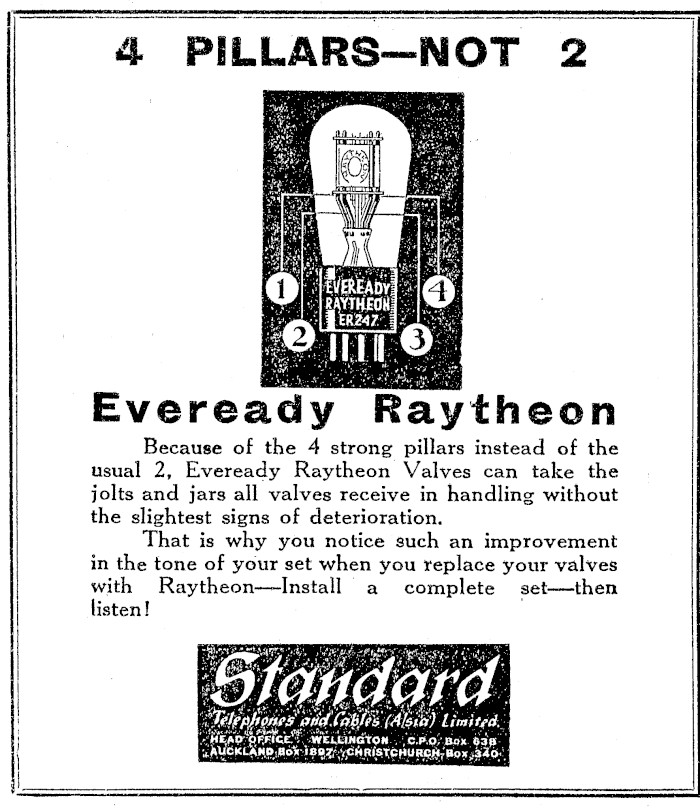 4 PILLARS—NOT 2
RAYTHEON
1
4
EVEREADY
RAYTHEON
ER247
2
3
Eveready Raytheon
Because of the 4 strong pillars instead of the
usual 2, Eveready Raytheon Valves can take the
jolts and jars all valves receive in handling without
the slightest signs of deterioration.
That is why you notice such an improvement
in the tone of your set when you replace your valves
with Raytheon—Install a complete set—then
listen!
Standard
Telephones and Cables (A/sia) Limited.
HEAD OFFICE WELLINGTON C.P.O. Box 638
AUCKLAND Box 1897 CHRISTCHURCH Box 340